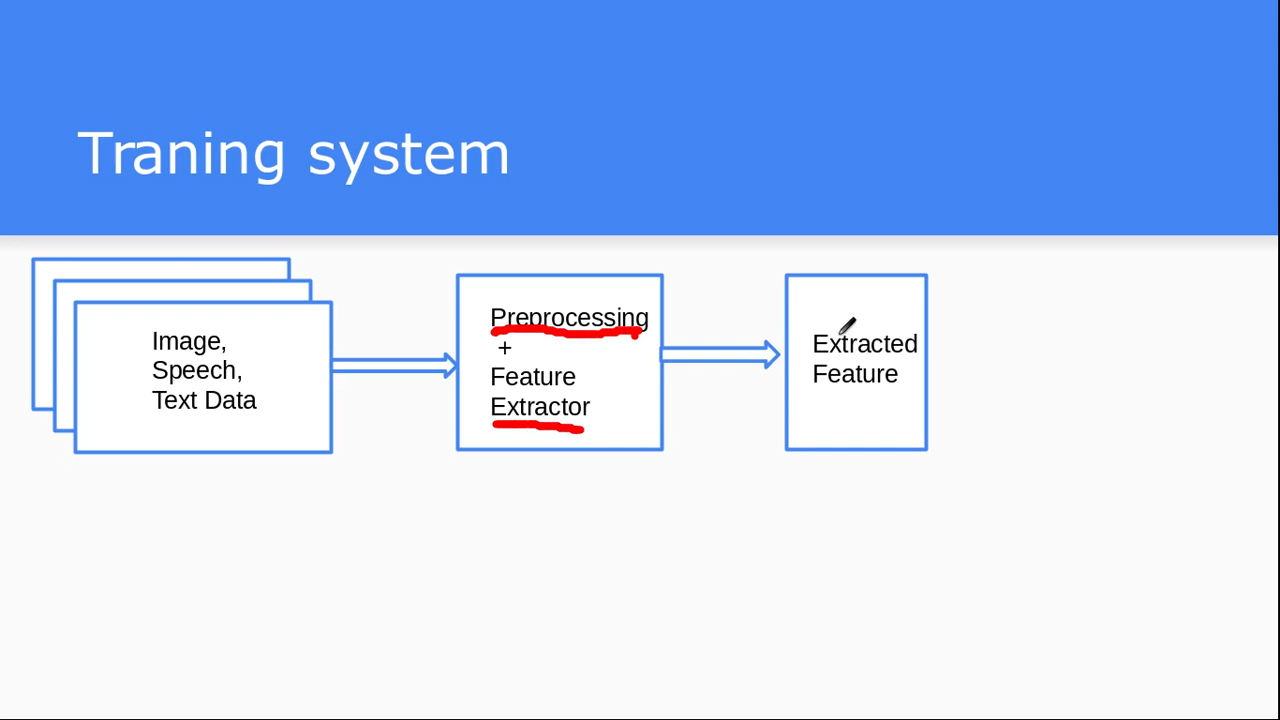 Traning system
Image,
Speech,
Text Data
Preprocessing
+
Feature
Extractor
Extracted
Feature